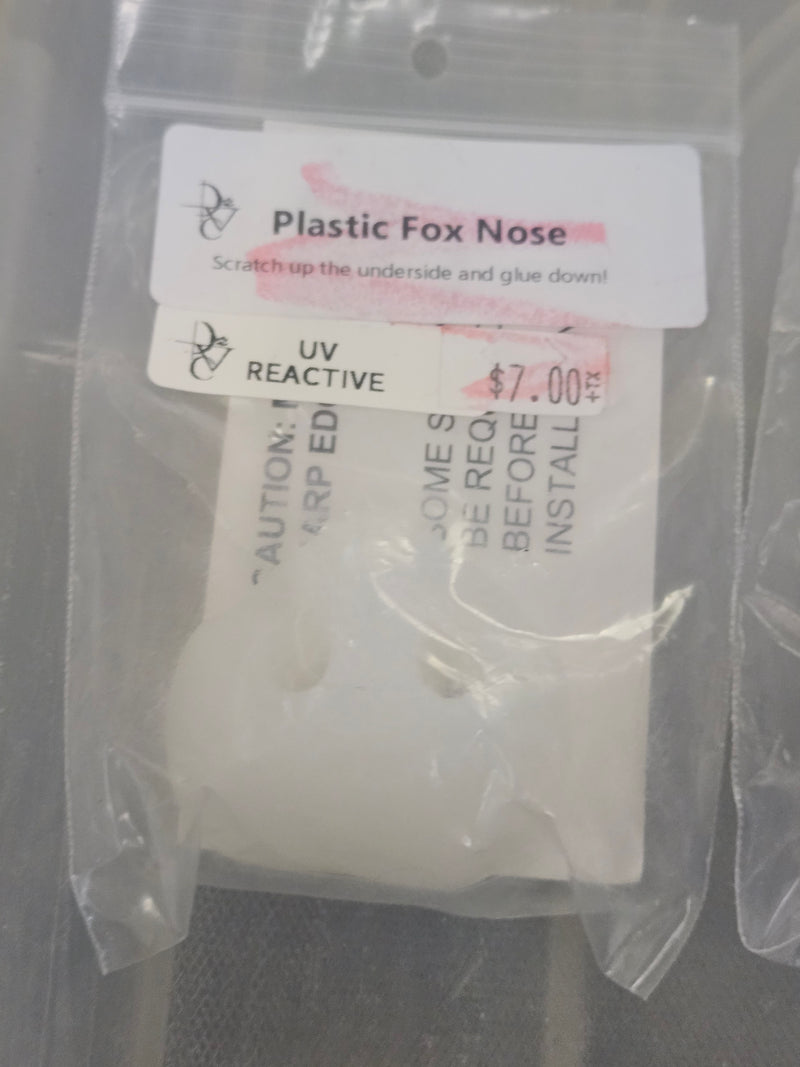 Plastic Fox Nose
Scratch up the underside and glue down!
UV
REACTIVE
$7.00 +TX
AUTION:
ARP ED
OME S
BE REQ
BEFORE
INSTALL